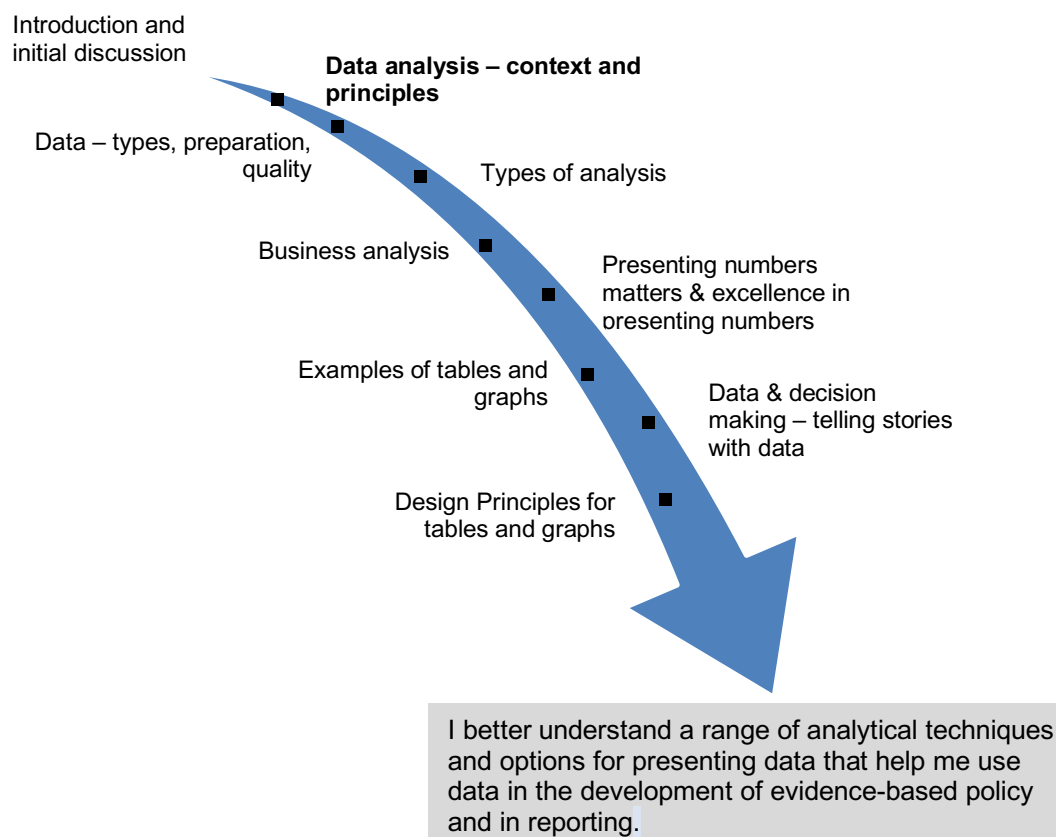 Introduction and
initial discussion
Data analysis – context and
principles
Data – types, preparation,
quality
Types of analysis
Business analysis
Presenting numbers
matters & excellence in
presenting numbers
Examples of tables and
graphs
Data & decision
making – telling stories
with data
Design Principles for
tables and graphs
I better understand a range of analytical techniques
and options for presenting data that help me use
data in the development of evidence-based policy
and in reporting.